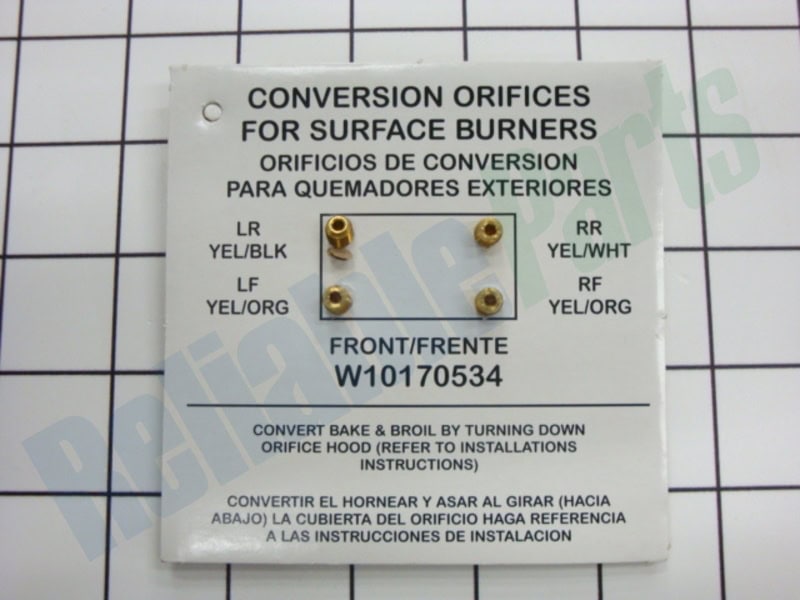 CONVERSION ORIFICES
FOR SURFACE BURNERS
ORIFICIOS DE CONVERSION
PARA QUEMADORES EXTERIORES
LR
YEL/BLK
RR
YEL/WHT
LF
YEL/ORG
RF
YEL/ORG
FRONT/FRENTE
W10170534
CONVERT BAKE & BROIL BY TURNING DOWN
ORIFICE HOOD (REFER TO INSTALLATIONS
INSTRUCTIONS)
CONVERTIR EL HORNEAR Y ASAR AL GIRAR (HACIA
ABAJO) LA CUBIERTA DEL ORIFICIO HAGA REFERENCIA
A LAS INSTRUCCIONES DE INSTALACION
ReliableParts